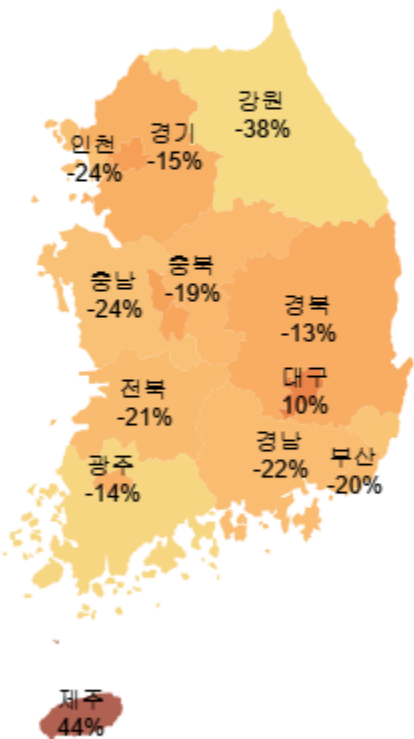 강원
-38%
경기
-15%
인천
-24%
충북
-19%
충남
-24%
경북
-13%
대구
10%
전북
-21%
경남
-22%
부산
-20%
광주
-14%
제주
44%